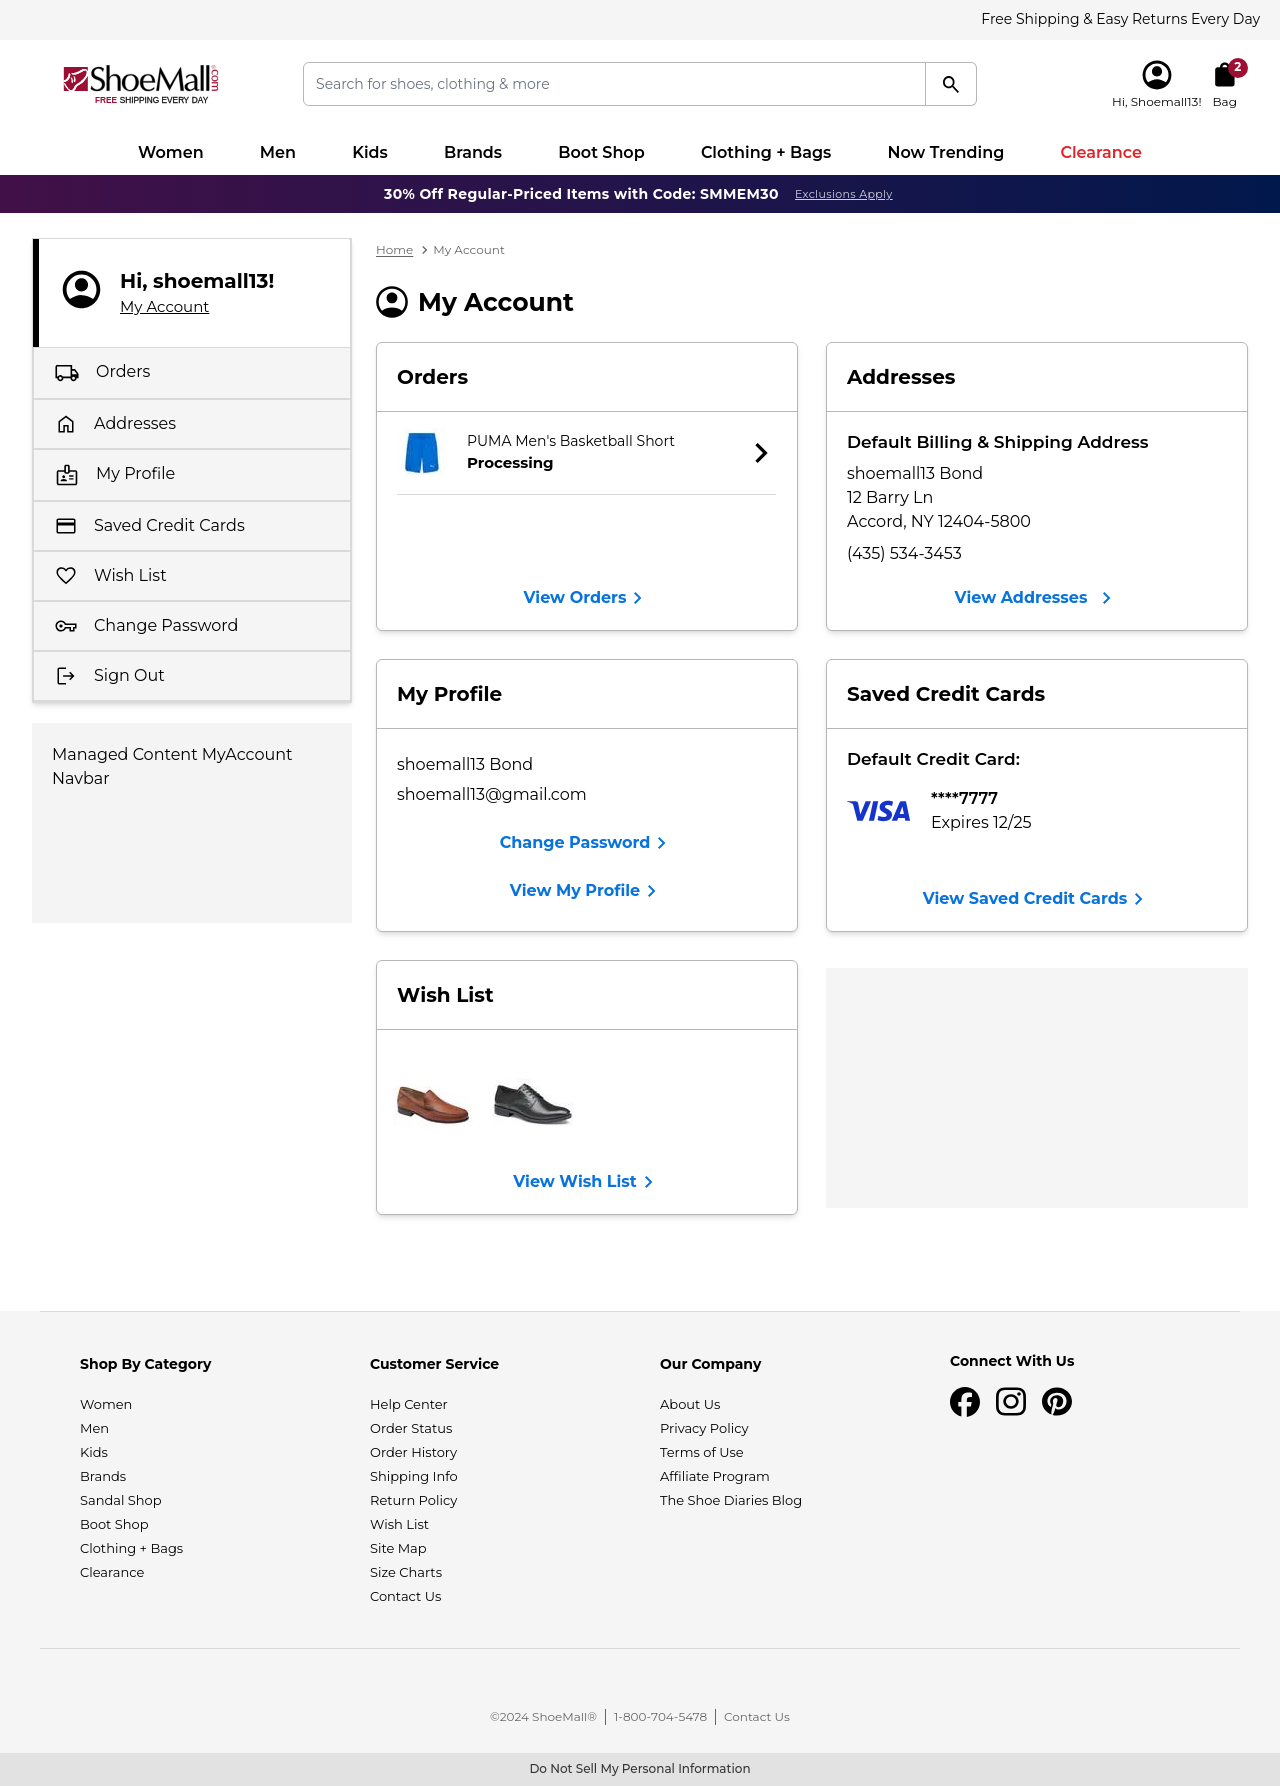 Free Shipping & Easy Returns Every Day
ShoeMall.com
FREE SHIPPING EVERY DAY
Search for shoes, clothing & more
Hi, Shoemall13!
2
Bag
Women
Men
Kids
Brands
Boot Shop
Clothing + Bags
Now Trending
Clearance
30% Off Regular-Priced Items with Code: SMMEM30 Exclusions Apply
Hi, shoemall13!
My Account
Orders
Addresses
My Profile
Saved Credit Cards
Wish List
Change Password
Sign Out
Managed Content MyAccount
Navbar
Home > My Account
My Account
Orders
PUMA Men's Basketball Short
Processing
View Orders
Addresses
Default Billing & Shipping Address
shoemall13 Bond
12 Barry Ln
Accord, NY 12404-5800
(435) 534-3453
View Addresses
My Profile
shoemall13 Bond
shoemall13@gmail.com
Change Password
View My Profile
Saved Credit Cards
Default Credit Card:
VISA
****7777
Expires 12/25
View Saved Credit Cards
Wish List
View Wish List
Shop By Category
Women
Men
Kids
Brands
Sandal Shop
Boot Shop
Clothing + Bags
Clearance
Customer Service
Help Center
Order Status
Order History
Shipping Info
Return Policy
Wish List
Site Map
Size Charts
Contact Us
Our Company
About Us
Privacy Policy
Terms of Use
Affiliate Program
The Shoe Diaries Blog
Connect With Us
©2024 ShoeMall® | 1-800-704-5478 | Contact Us
Do Not Sell My Personal Information